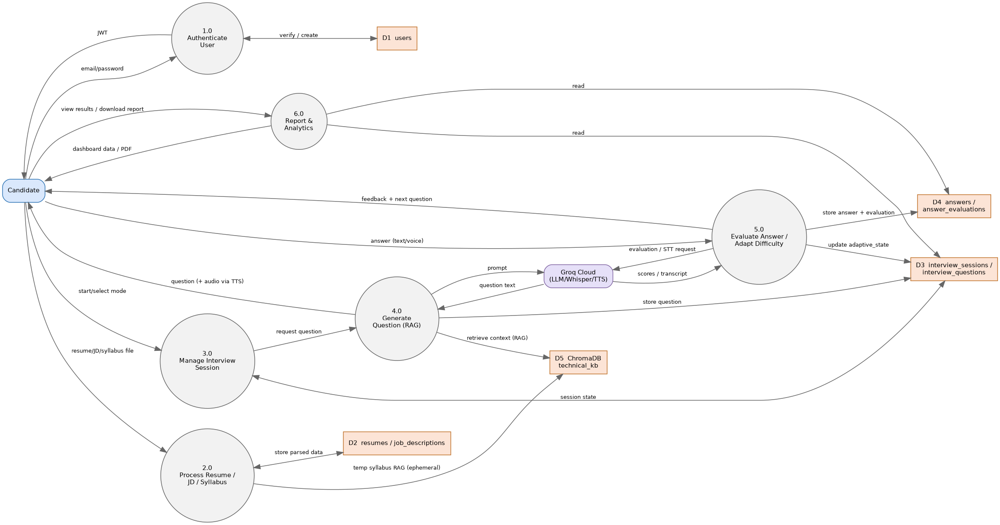 JWT
1.0
Authenticate
User
verify / create
D1  users
email/password
read
view results / download report
6.0
Report &
Analytics
read
dashboard data / PDF
Candidate
feedback + next question
D4  answers /
answer_evaluations
store answer + evaluation
5.0
Evaluate Answer /
Adapt Difficulty
answer (text/voice)
update adaptive_state
evaluation / STT request
D3  interview_sessions /
interview_questions
prompt
Groq Cloud
(LLM/Whisper/TTS)
scores / transcript
question (+ audio via TTS)
question text
start/select mode
store question
4.0
Generate
Question (RAG)
request question
retrieve context (RAG)
resume/JD/syllabus file
3.0
Manage Interview
Session
D5  ChromaDB
technical_kb
session state
D2  resumes / job_descriptions
store parsed data
temp syllabus RAG (ephemeral)
2.0
Process Resume /
JD / Syllabus